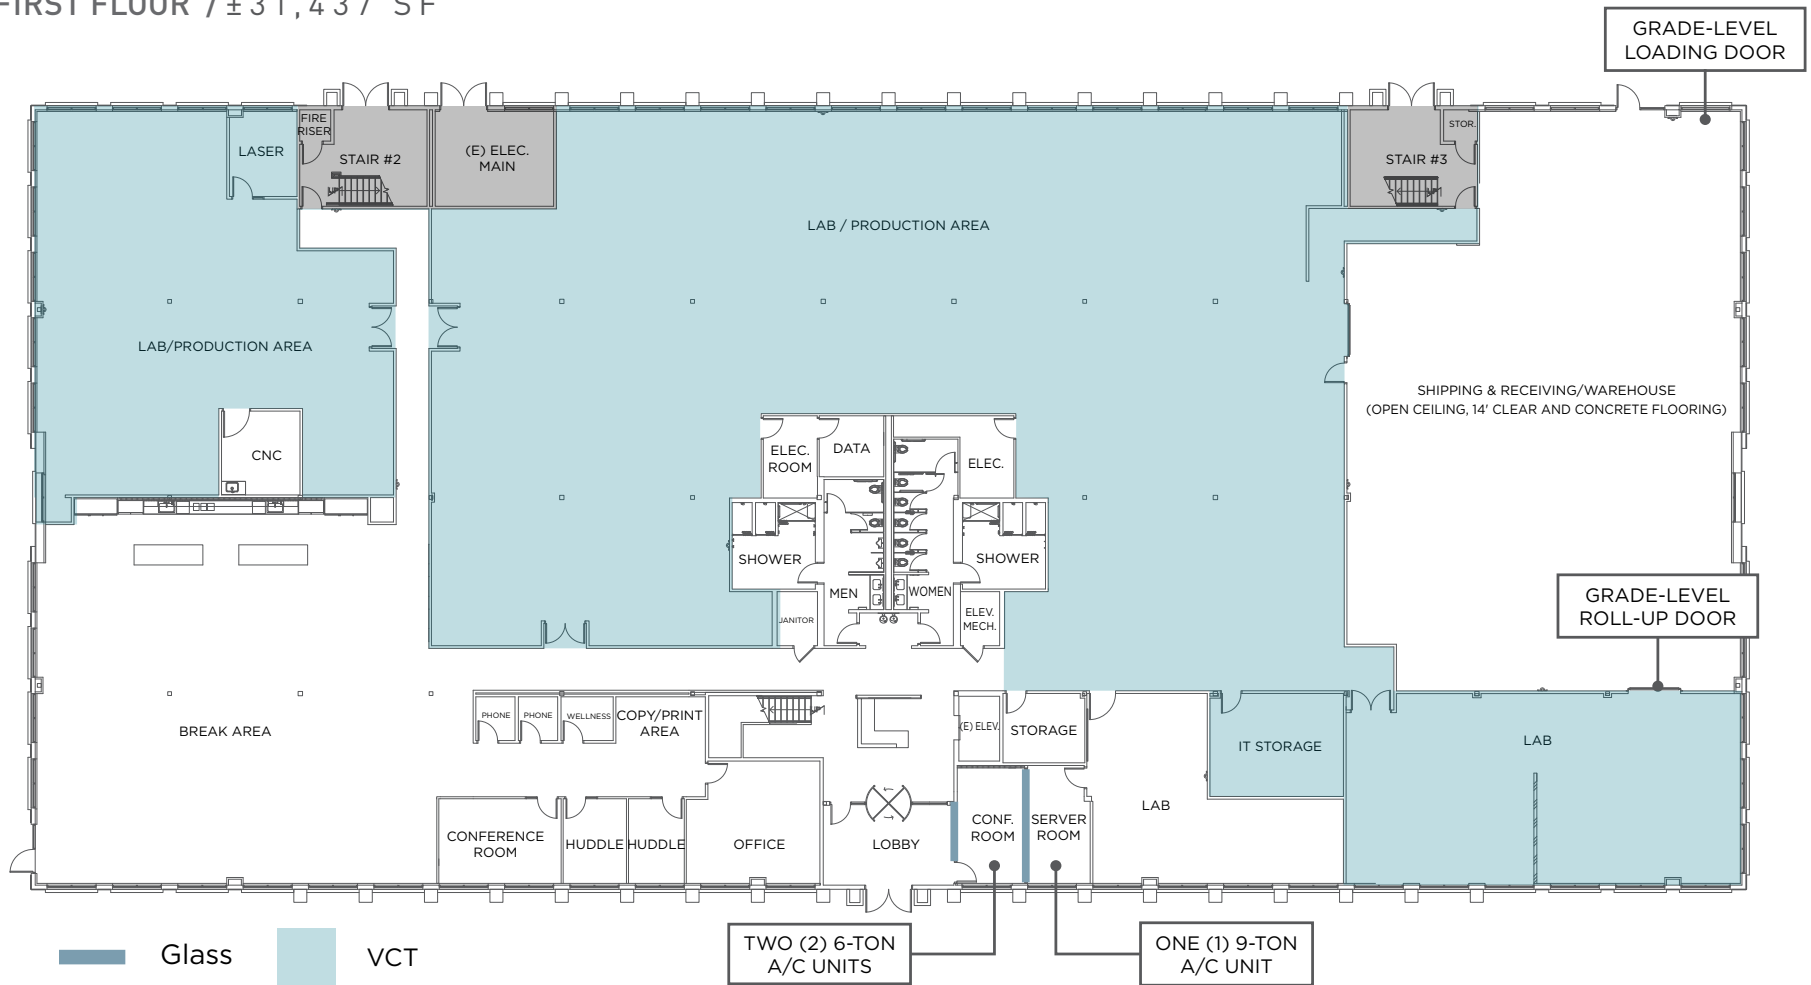 FIRST FLOOR / ±31,437 SF
GRADE-LEVEL
LOADING DOOR
FIRE
RISER
LASER
STAIR #2
(E) ELEC.
MAIN
STOR.
STAIR #3
LAB / PRODUCTION AREA
LAB/PRODUCTION AREA
SHIPPING & RECEIVING/WAREHOUSE
(OPEN CEILING, 14' CLEAR AND CONCRETE FLOORING)
CNC
ELEC.
ROOM
DATA
ELEC.
SHOWER
SHOWER
MEN
WOMEN
JANITOR
ELEV.
MECH.
GRADE-LEVEL
ROLL-UP DOOR
BREAK AREA
PHONE
PHONE
WELLNESS
COPY/PRINT
AREA
(E) ELEV.
STORAGE
IT STORAGE
LAB
LAB
CONFERENCE
ROOM
HUDDLE
HUDDLE
OFFICE
LOBBY
CONF.
ROOM
SERVER
ROOM
Glass
VCT
TWO (2) 6-TON
A/C UNITS
ONE (1) 9-TON
A/C UNIT